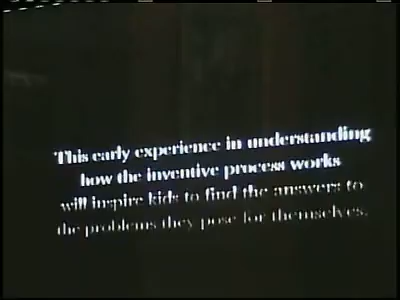 This early experience in understanding
how the inventive process works
will inspire kids to find the answers to
the problems they pose for themselves.